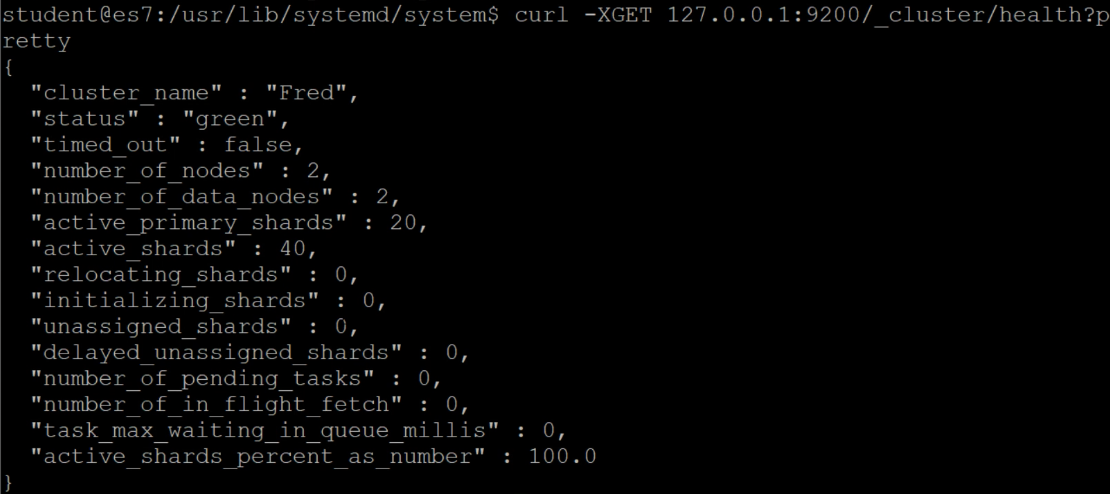 student@es7:/usr/lib/systemd/system$ curl -XGET 127.0.0.1:9200/_cluster/health?p
retty
{
  "cluster_name" : "Fred",
  "status" : "green",
  "timed_out" : false,
  "number_of_nodes" : 2,
  "number_of_data_nodes" : 2,
  "active_primary_shards" : 20,
  "active_shards" : 40,
  "relocating_shards" : 0,
  "initializing_shards" : 0,
  "unassigned_shards" : 0,
  "delayed_unassigned_shards" : 0,
  "number_of_pending_tasks" : 0,
  "number_of_in_flight_fetch" : 0,
  "task_max_waiting_in_queue_millis" : 0,
  "active_shards_percent_as_number" : 100.0
}